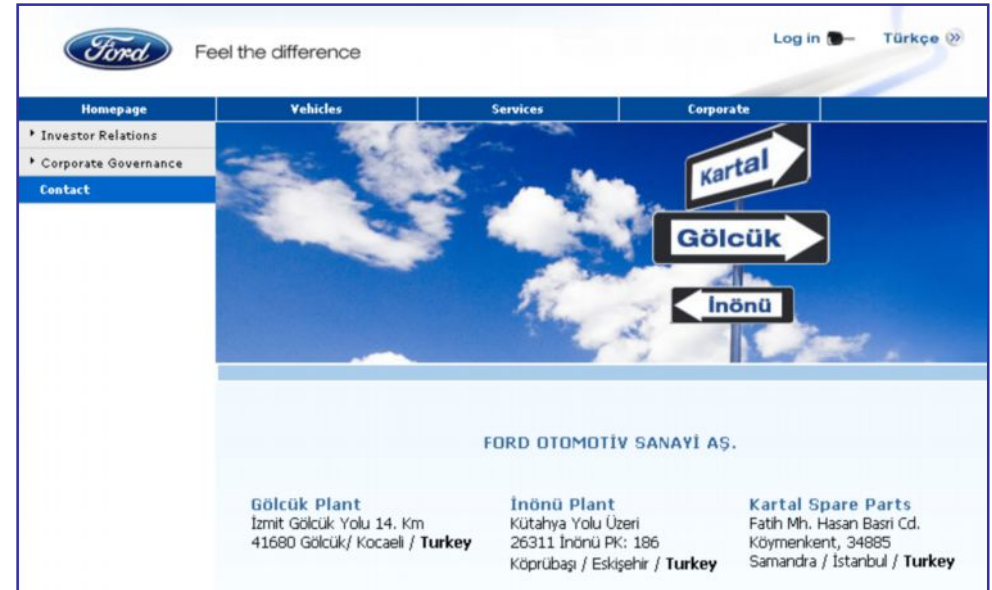 Ford
Feel the difference
Log in
Türkçe
Homepage
Vehicles
Services
Corporate
Investor Relations
Corporate Governance
Contact
Kartal
Gölcük
İnönü
FORD OTOMOTİV SANAYİ AŞ.
Gölcük Plant
İzmit Gölcük Yolu 14. Km
41680 Gölcük/ Kocaeli / Turkey
İnönü Plant
Kütahya Yolu Üzeri
26311 İnönü PK: 186
Köprübaşı / Eskişehir / Turkey
Kartal Spare Parts
Fatih Mh. Hasan Basri Cd.
Köymenkent, 34885
Samandra / İstanbul / Turkey